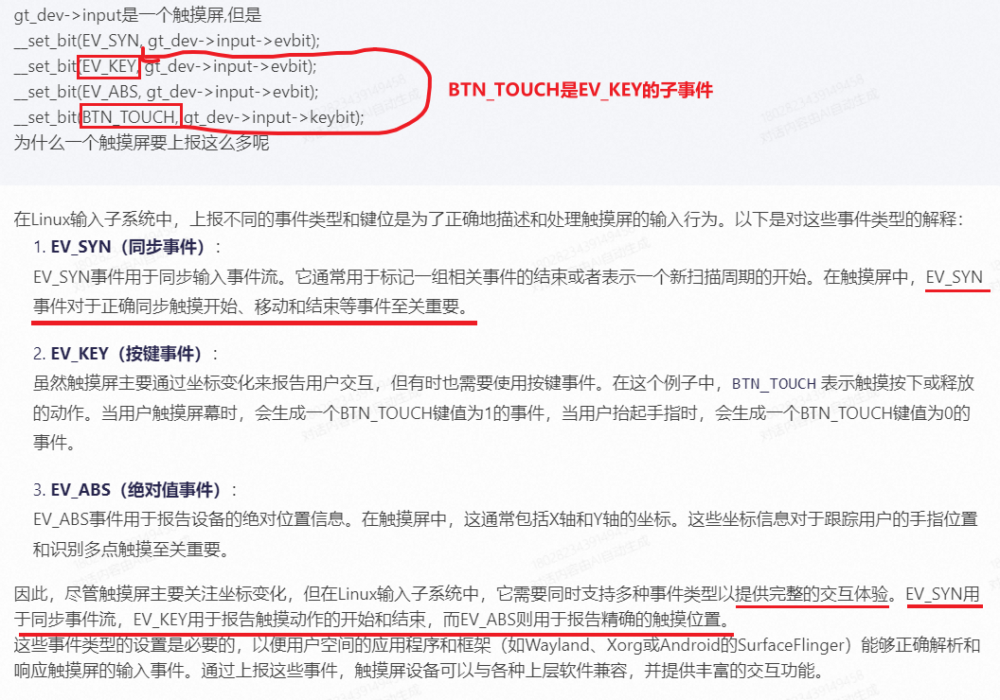 gt_dev->input是一个触摸屏,但是
__set_bit(EV_SYN, gt_dev->input->evbit);
__set_bit(EV_KEY, gt_dev->input->evbit);
__set_bit(EV_ABS, gt_dev->input->evbit);
__set_bit(BTN_TOUCH, gt_dev->input->keybit);
BTN_TOUCH是EV_KEY的子事件
为什么一个触摸屏要上报这么多呢
在Linux输入子系统中，上报不同的事件类型和键位是为了正确地描述和处理触摸屏的输入行为。以下是对这些事件类型的解释：
1. EV_SYN（同步事件）：
EV_SYN事件用于同步输入事件流。它通常用于标记一组相关事件的结束或者表示一个新扫描周期的开始。在触摸屏中，EV_SYN
事件对于正确同步触摸开始、移动和结束等事件至关重要。
2. EV_KEY（按键事件）：
虽然触摸屏主要通过坐标变化来报告用户交互，但有时也需要使用按键事件。在这个例子中，BTN_TOUCH 表示触摸按下或释放
的动作。当用户触摸屏幕时，会生成一个BTN_TOUCH键值为1的事件，当用户抬起手指时，会生成一个BTN_TOUCH键值为0的
事件。
3. EV_ABS（绝对值事件）：
EV_ABS事件用于报告设备的绝对位置信息。在触摸屏中，这通常包括X轴和Y轴的坐标。这些坐标信息对于跟踪用户的手指位置
和识别多点触摸至关重要。
因此，尽管触摸屏主要关注坐标变化，但在Linux输入子系统中，它需要同时支持多种事件类型以提供完整的交互体验。EV_SYN用
于同步事件流，EV_KEY用于报告触摸动作的开始和结束，而EV_ABS则用于报告精确的触摸位置。
这些事件类型的设置是必要的，以便用户空间的应用程序和框架（如Wayland、Xorg或Android的SurfaceFlinger）能够正确解析和
响应触摸屏的输入事件。通过上报这些事件，触摸屏设备可以与各种上层软件兼容，并提供丰富的交互功能。